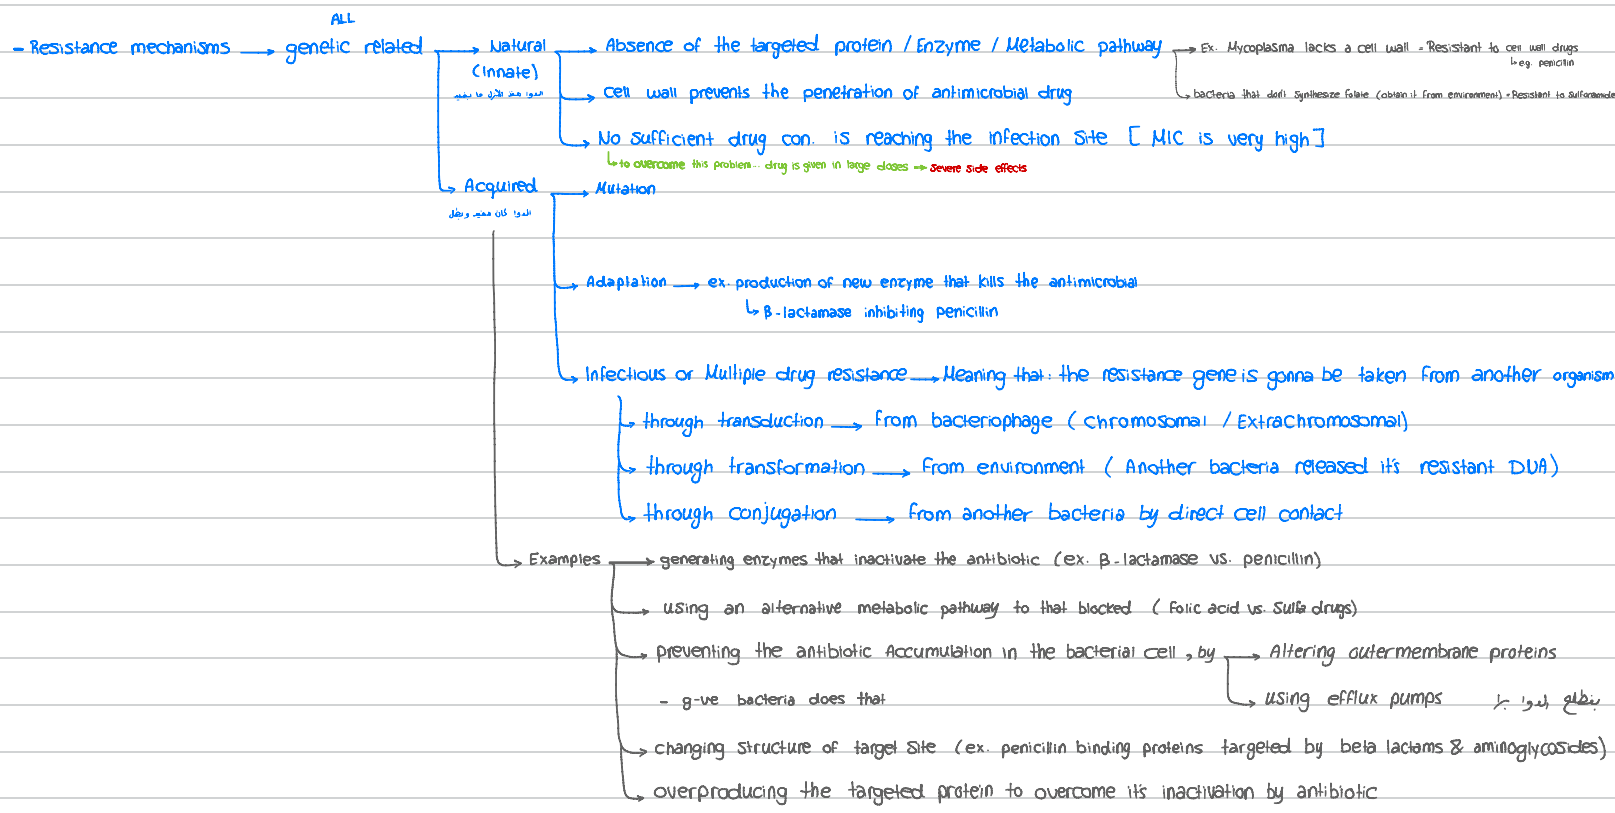 ALL
- Resistance mechanisms → genetic related → Natural → Absence of the targeted protein / Enzyme / Metabolic pathway → Ex. Mycoplasma lacks a cell wall - Resistant to cell wall drugs
(Innate) ↳ eg. penicillin
الدوا
→ cell wall prevents the penetration of antimicrobial drug → bacteria that don't synthesize folate (obtain it from environment) - Resistant to sulfonamide
→ No sufficient drug con. is reaching the infection site [ MIC is very high ]
↳ to overcome this problem... drug is given in large doses → severe side effects
→ Acquired → Mutation
الدوا كان مفيد وبطل
→ Adaptation → ex. production of new enzyme that kills the antimicrobial
↳ β-lactamase inhibiting penicillin
→ Infectious or Multiple drug resistance → Meaning that: the resistance gene is gonna be taken from another organism
→ through transduction → from bacteriophage ( chromosomal / Extrachromosomal)
→ through transformation → from environment ( Another bacteria released it's resistant DNA)
→ through conjugation → from another bacteria by direct cell contact
→ Examples → generating enzymes that inactivate the antibiotic (ex. β-lactamase vs. penicillin)
→ using an alternative metabolic pathway to that blocked ( folic acid vs. sulfa drugs)
→ preventing the antibiotic Accumulation in the bacterial cell , by → Altering outermembrane proteins
- g-ve bacteria does that → using efflux pumps بتطلع الدوا برا
→ changing structure of target site (ex. penicillin binding proteins targeted by beta lactams & aminoglycosides)
→ overproducing the targeted protein to overcome it's inactivation by antibiotic